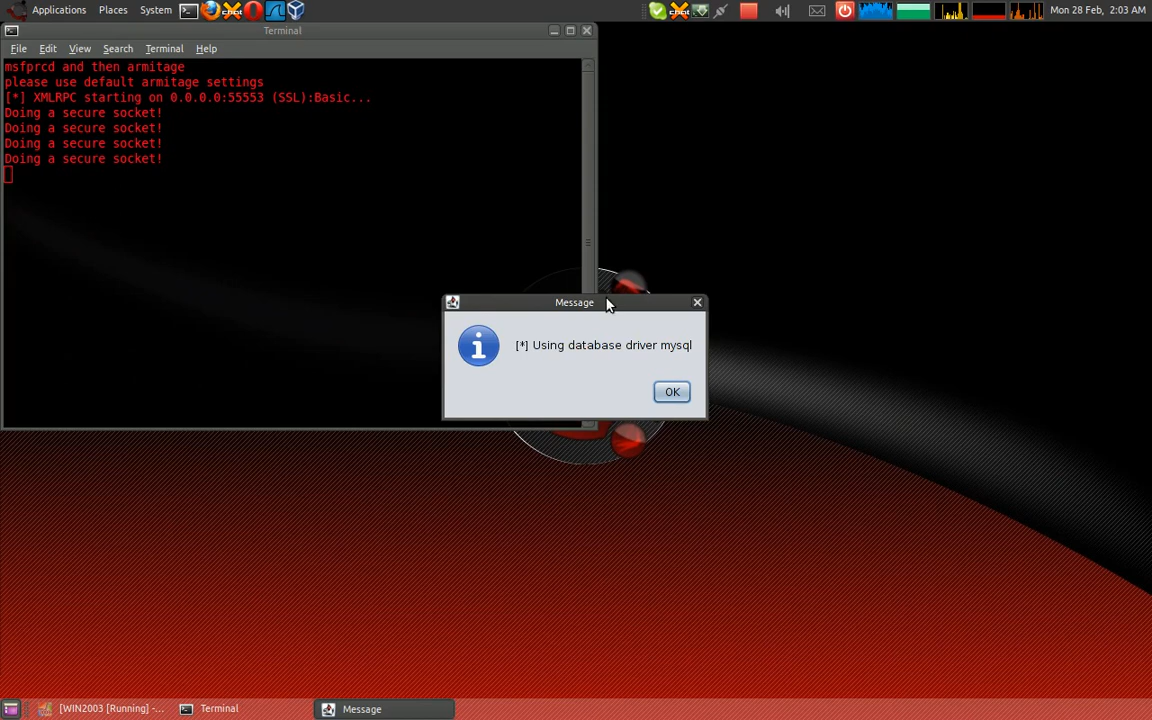 Applications Places System
chat
chat
Mon 28 Feb, 2:03 AM
Terminal
File Edit View Search Terminal Help
msfprcd and then armitage
please use default armitage settings
[*] XMLRPC starting on 0.0.0.0:55553 (SSL):Basic...
Doing a secure socket!
Doing a secure socket!
Doing a secure socket!
Doing a secure socket!
Message
[*] Using database driver mysql
OK
[WIN2003 [Running] -...
Terminal
Message